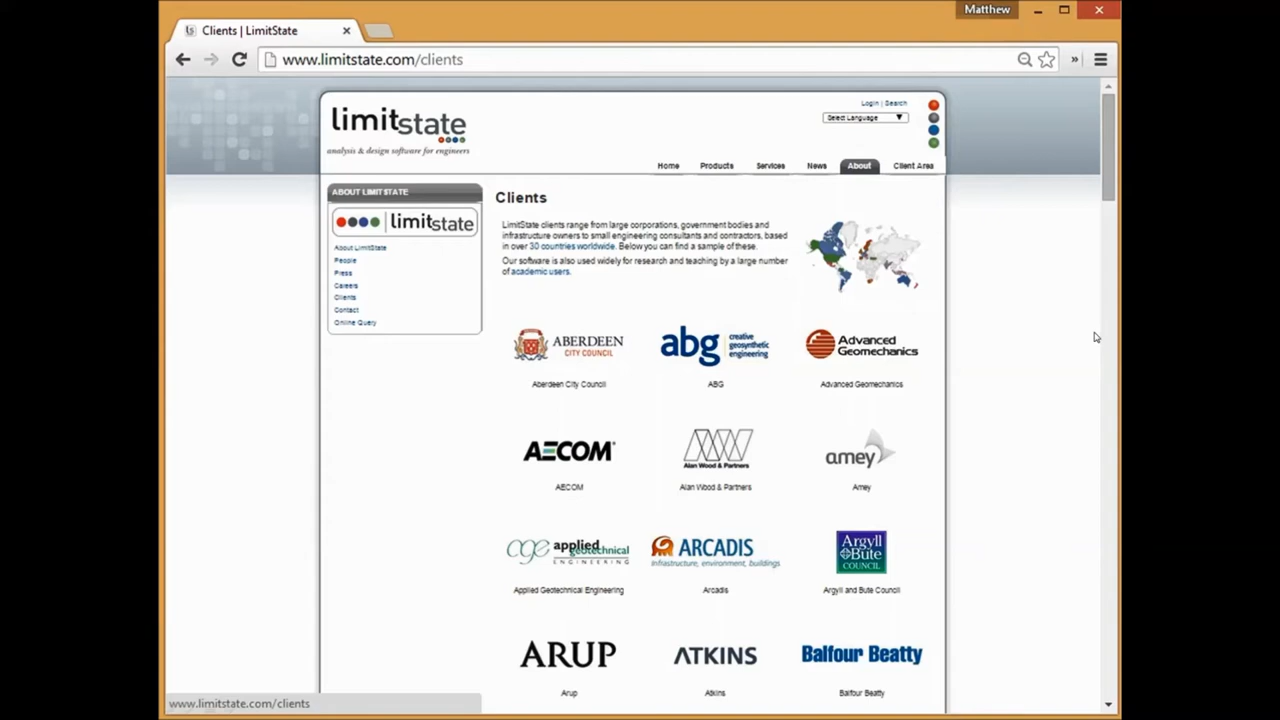 Matthew
Clients | LimitState
www.limitstate.com/clients
Login | Search
limitstate
analysis & design software for engineers
Select Language
Home Products Services News About Client Area
ABOUT LIMITSTATE
limitstate
About LimitState
People
Press
Careers
Clients
Contact
Online Query
Clients
LimitState clients range from large corporations, government bodies and
infrastructure owners to small engineering consultants and contractors, based
in over 30 countries worldwide. Below you can find a sample of these.
Our software is also used widely for research and teaching by a large number
of academic users.
ABERDEEN
CITY COUNCIL
Aberdeen City Council
abg creative
geosynthetic
engineering
ABG
Advanced
Geomechanics
Advanced Geomechanics
AECOM
AECOM
Alan Wood & Partners
Alan Wood & Partners
amey
Amey
age applied
geotechnical
ENGINEERING
Applied Geotechnical Engineering
ARCADIS
Infrastructure, environment, buildings
Arcadis
Argyll
&Bute
COUNCIL
Argyll and Bute Council
ARUP
Arup
ATKINS
Atkins
Balfour Beatty
Balfour Beatty
www.limitstate.com/clients